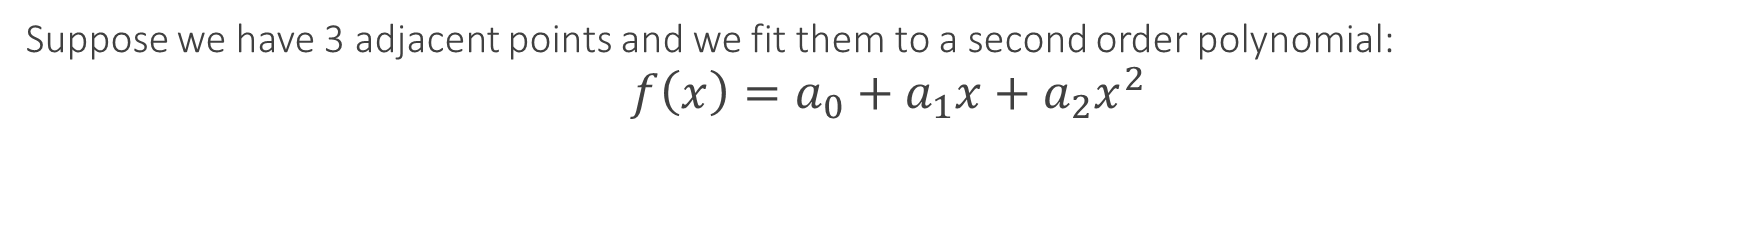 Suppose we have 3 adjacent points and we fit them to a second order polynomial:
𝑓(𝑥) = 𝑎₀ + 𝑎₁𝑥 + 𝑎₂𝑥²